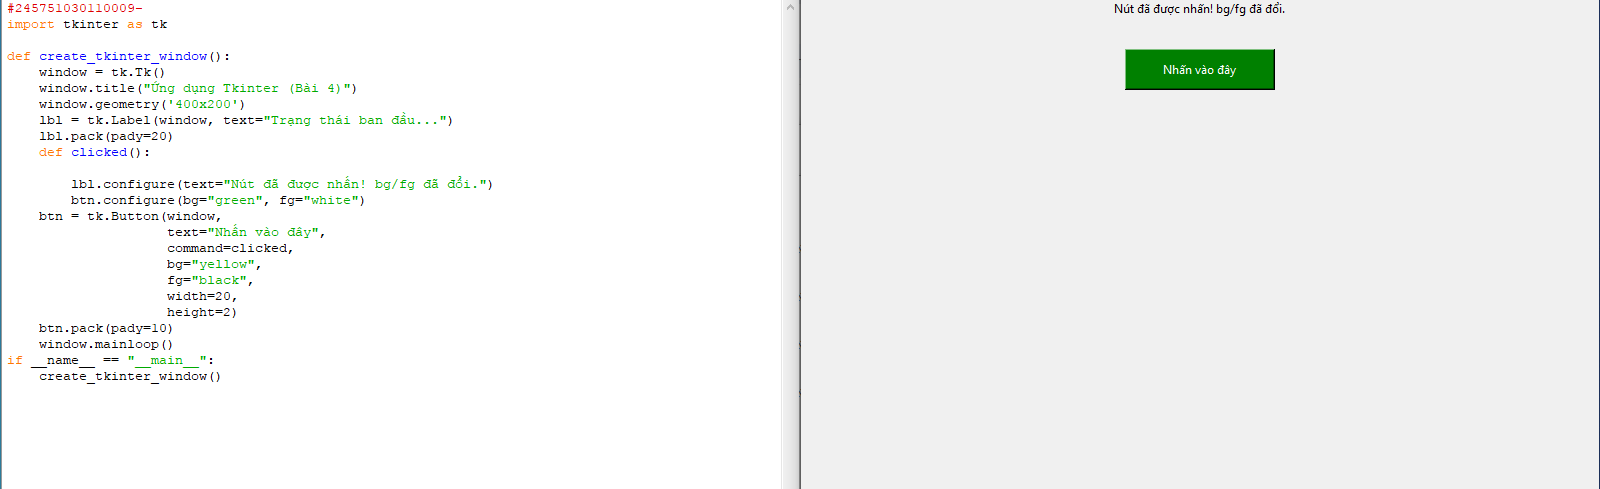 #245751030110009-
import tkinter as tk
def create_tkinter_window():
window = tk.Tk()
window.title("Ứng dụng Tkinter (Bài 4)")
window.geometry('400x200')
lbl = tk.Label(window, text="Trạng thái ban đầu...")
lbl.pack(pady=20)
def clicked():
lbl.configure(text="Nút đã được nhấn! bg/fg đã đổi.")
btn.configure(bg="green", fg="white")
btn = tk.Button(window,
text="Nhấn vào đây",
command=clicked,
bg="yellow",
fg="black",
width=20,
height=2)
btn.pack(pady=10)
window.mainloop()
if __name__ == "__main__":
create_tkinter_window()
Nút đã được nhấn! bg/fg đã đổi.
Nhấn vào đây